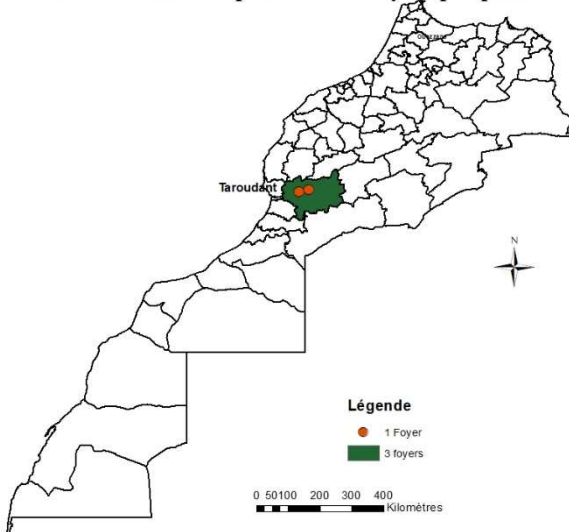 Taroudant
N
Légende
1 Foyer
3 foyers
0 50100 200 300 400
Kilomètres